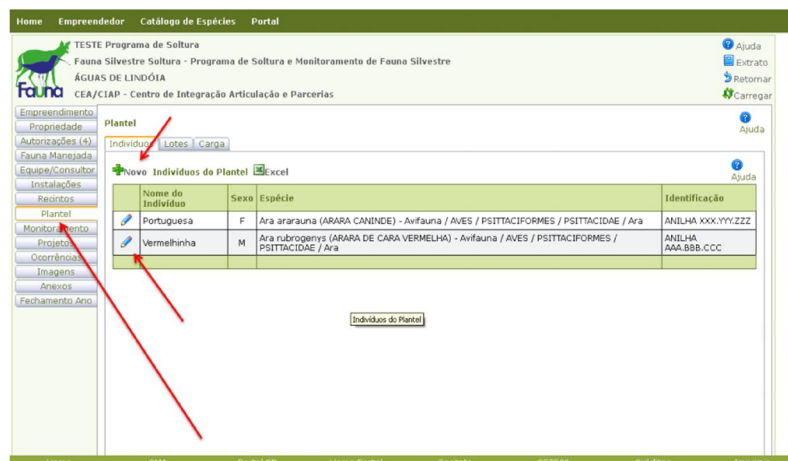 Home Empreendedor Catálogo de Espécies Portal
TESTE Programa de Soltura
Fauna Silvestre Soltura - Programa de Soltura e Monitoramento de Fauna Silvestre
ÁGUAS DE LINDÓIA
CEA/CIAP - Centro de Integração Articulação e Parcerias
Fauna
Ajuda
Extrato
Retornar
Carregar
Empreendimento
Propriedade
Autorizações (4)
Fauna Manejada
Equipe/Consultor
Instalações
Recintos
Plantel
Monitoramento
Projetos
Ocorrências
Imagens
Anexos
Fechamento Ano
Plantel
Ajuda
Indivíduos Lotes Carga
Novo Indivíduos do Plantel Excel
Ajuda
Nome do Indivíduo Sexo Espécie Identificação
Portuguesa F Ara ararauna (ARARA CANINDE) - Avifauna / AVES / PSITTACIFORMES / PSITTACIDAE / Ara ANILHA XXX.YYY.ZZZ
Vermelhinha M Ara rubrogenys (ARARA DE CARA VERMELHA) - Avifauna / AVES / PSITTACIFORMES / PSITTACIDAE / Ara ANILHA AAA.BBB.CCC
Indivíduos do Plantel